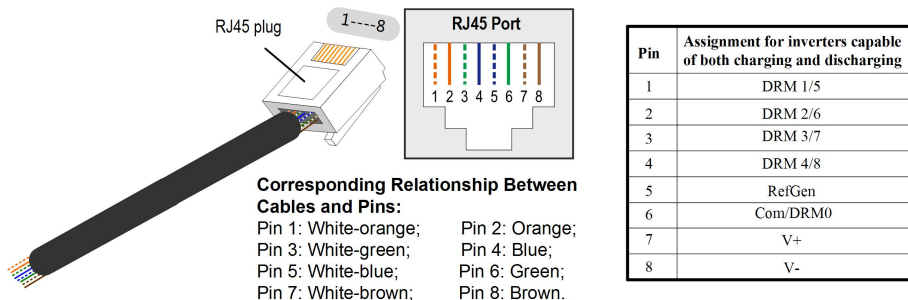 RJ45 plug
1----8
RJ45 Port
1 2 3 4 5 6 7 8
Corresponding Relationship Between
Cables and Pins:
Pin 1: White-orange; Pin 2: Orange;
Pin 3: White-green; Pin 4: Blue;
Pin 5: White-blue; Pin 6: Green;
Pin 7: White-brown; Pin 8: Brown.
Pin Assignment for inverters capable
of both charging and discharging
1 DRM 1/5
2 DRM 2/6
3 DRM 3/7
4 DRM 4/8
5 RefGen
6 Com/DRM0
7 V+
8 V-